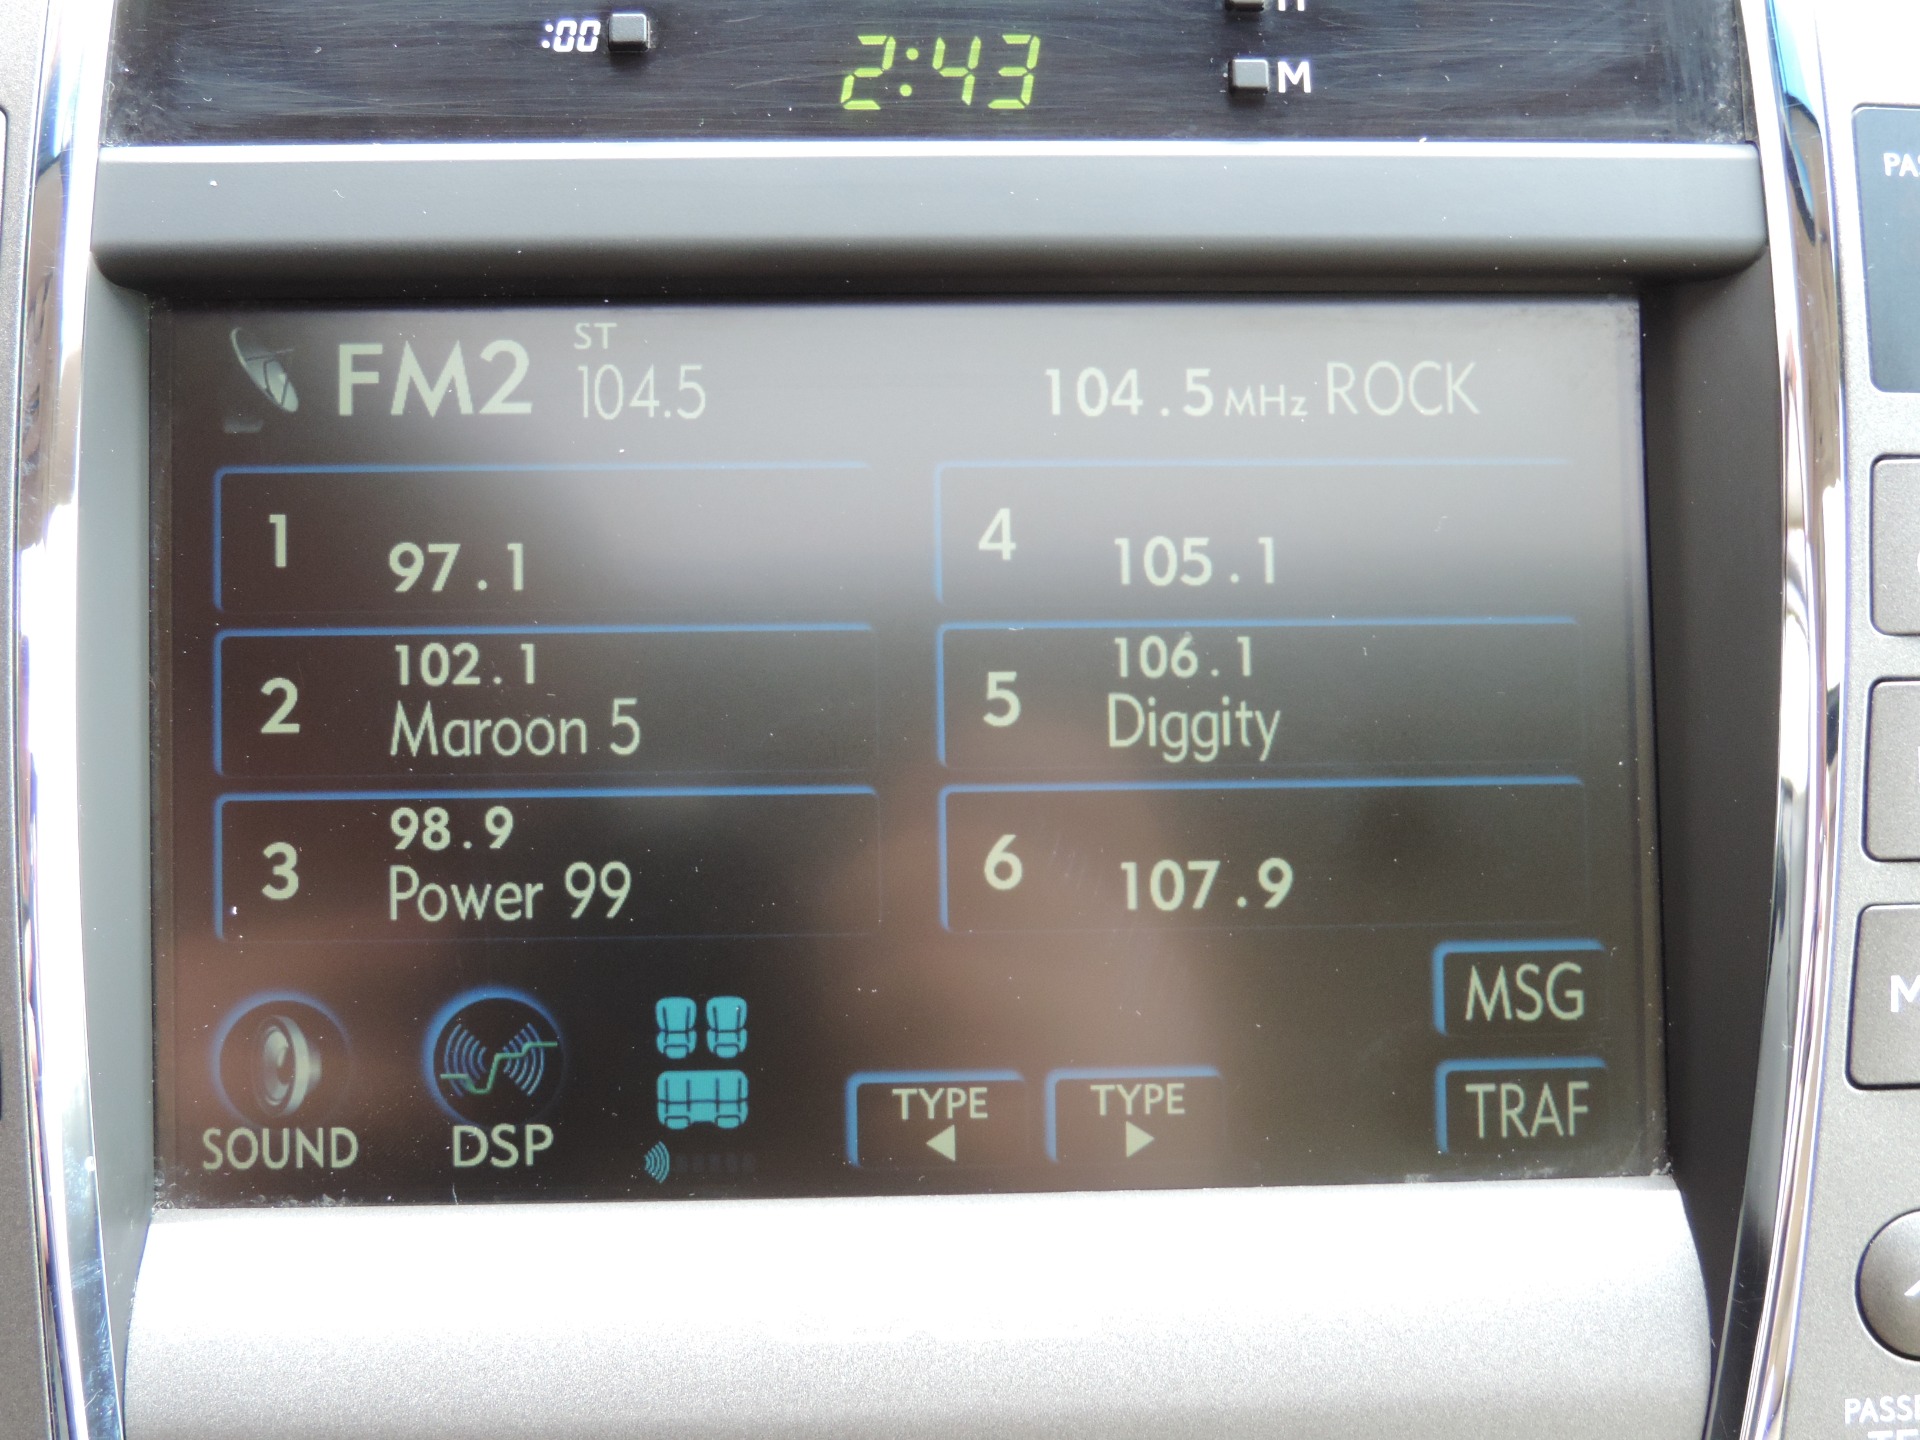 :00
2:43
M
FM2
ST
104.5
104.5 MHz ROCK
1
97.1
2
102.1
Maroon 5
3
98.9
Power 99
4
105.1
5
106.1
Diggity
6
107.9
SOUND
DSP
TYPE
TYPE
MSG
TRAF